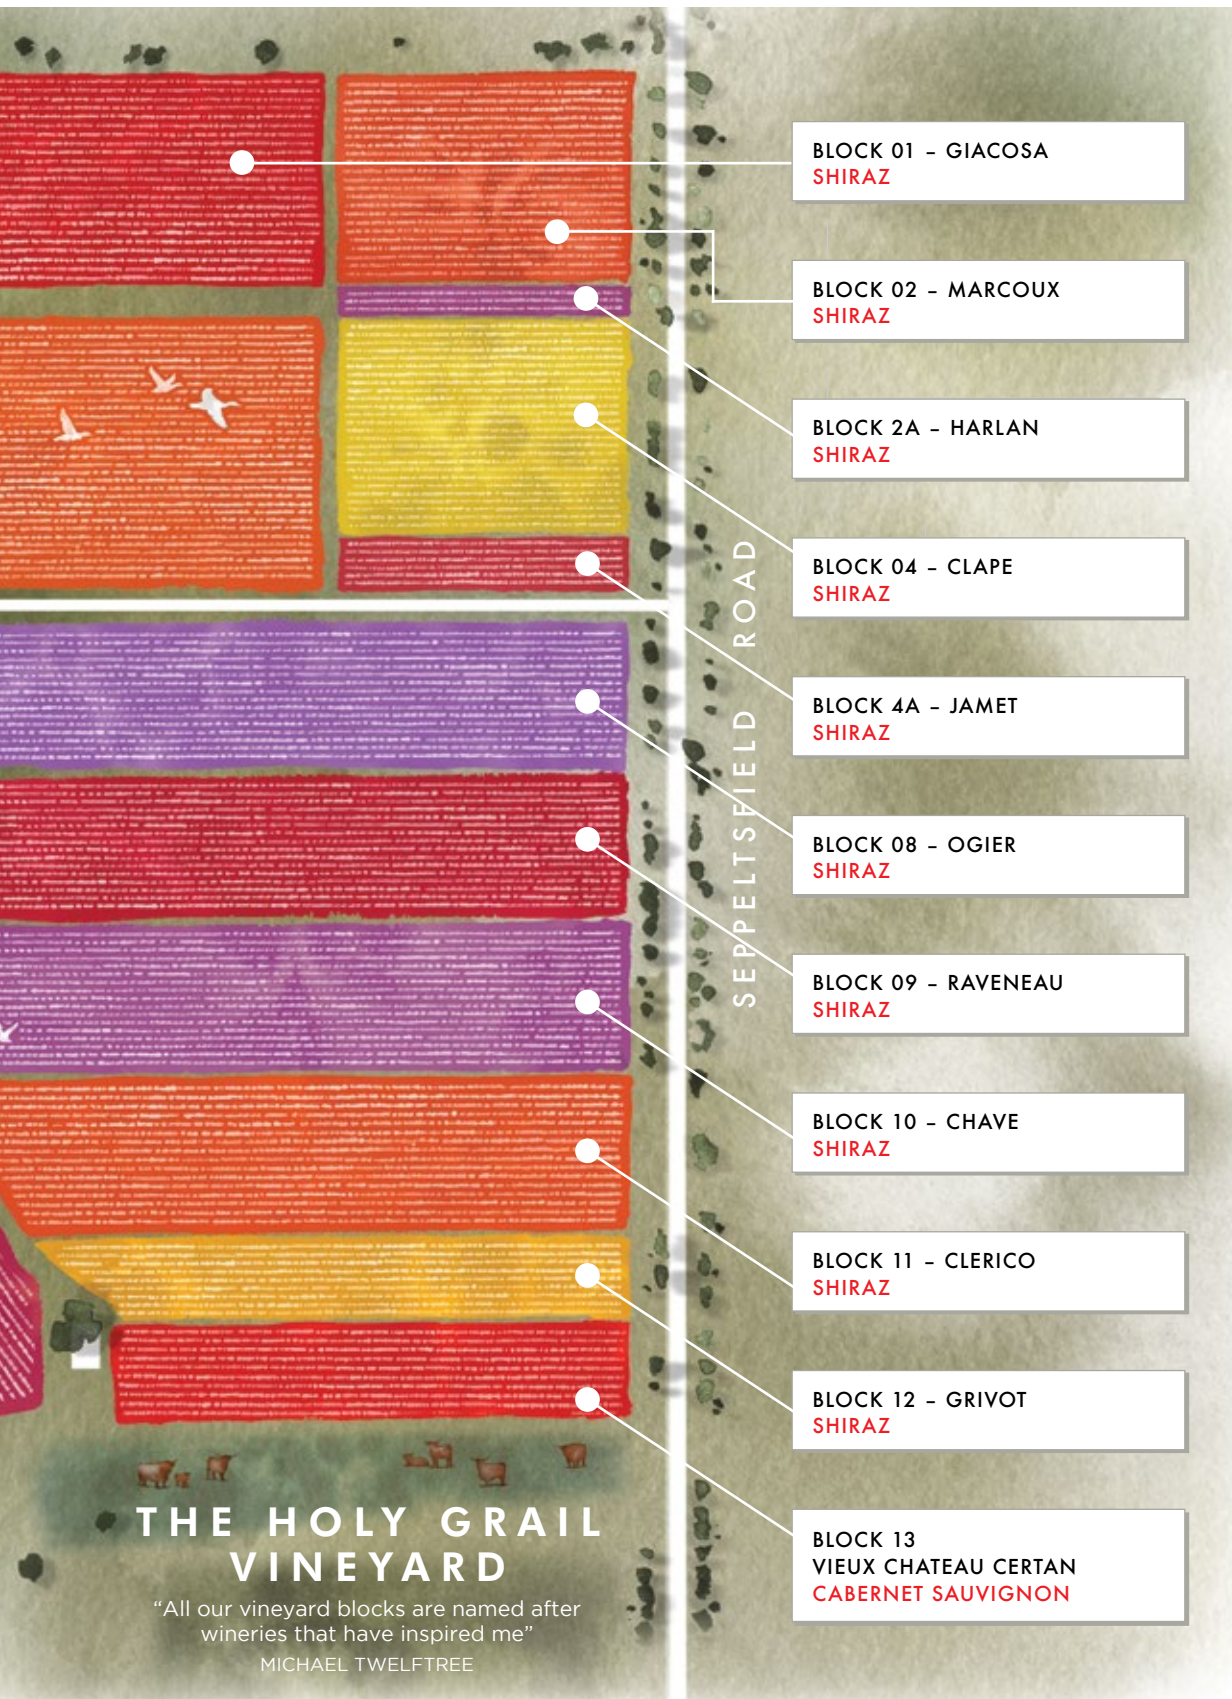 BLOCK 01 – GIACOSA
SHIRAZ
BLOCK 02 – MARCOUX
SHIRAZ
BLOCK 2A – HARLAN
SHIRAZ
BLOCK 04 – CLAPE
SHIRAZ
BLOCK 4A – JAMET
SHIRAZ
BLOCK 08 – OGIER
SHIRAZ
BLOCK 09 – RAVENEAU
SHIRAZ
BLOCK 10 – CHAVE
SHIRAZ
BLOCK 11 – CLERICO
SHIRAZ
BLOCK 12 – GRIVOT
SHIRAZ
BLOCK 13
VIEUX CHATEAU CERTAN
CABERNET SAUVIGNON
SEPPELTSFIELD ROAD
THE HOLY GRAIL
VINEYARD
“All our vineyard blocks are named after
wineries that have inspired me”
MICHAEL TWELFTREE